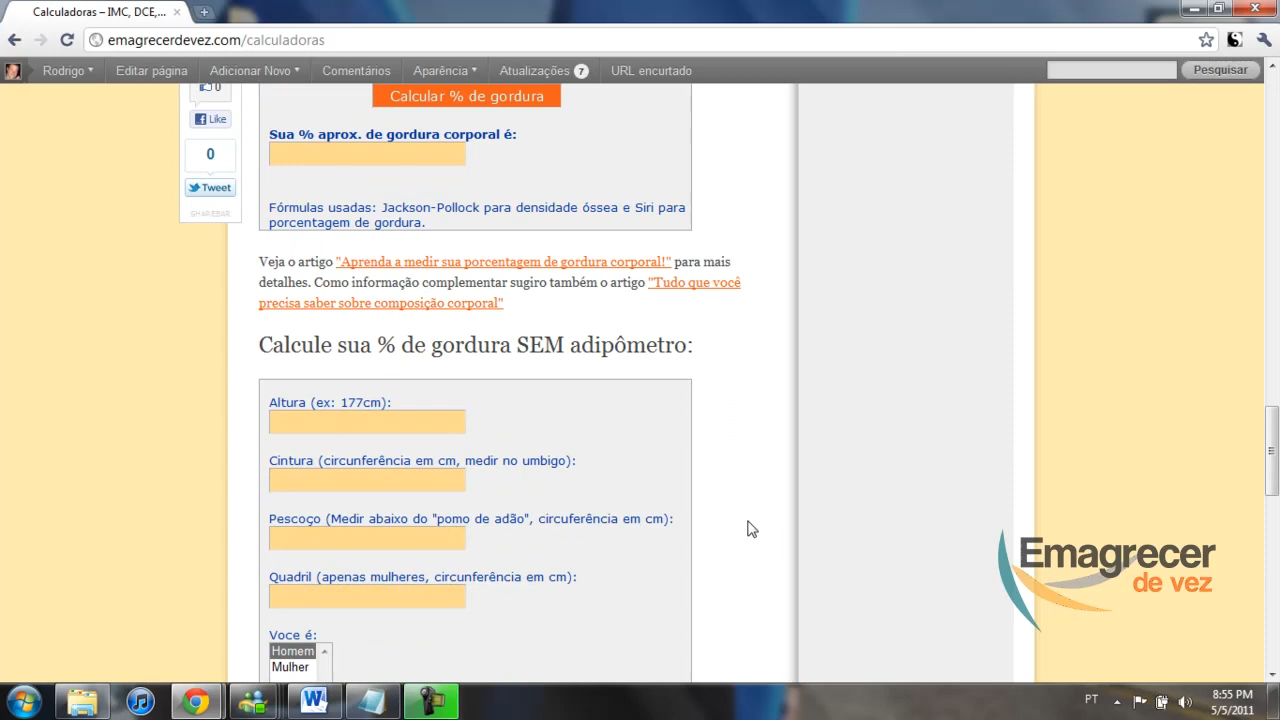 Calculadoras – IMC, DCE,...
emagrecerdevez.com/calculadoras
Rodrigo
Editar página
Adicionar Novo
Comentários
Aparência
Atualizações 7
URL encurtado
Pesquisar
0
Like
0
Tweet
SHAREBAR
Calcular % de gordura
Sua % aprox. de gordura corporal é:
Fórmulas usadas: Jackson-Pollock para densidade óssea e Siri para
porcentagem de gordura.
Veja o artigo "Aprenda a medir sua porcentagem de gordura corporal!" para mais
detalhes. Como informação complementar sugiro também o artigo "Tudo que você
precisa saber sobre composição corporal"
Calcule sua % de gordura SEM adipômetro:
Altura (ex: 177cm):
Cintura (circunferência em cm, medir no umbigo):
Pescoço (Medir abaixo do "pomo de adão", circuferência em cm):
Quadril (apenas mulheres, circunferência em cm):
Voce é:
Homem
Mulher
Emagrecer
de vez
PT
8:55 PM
5/5/2011